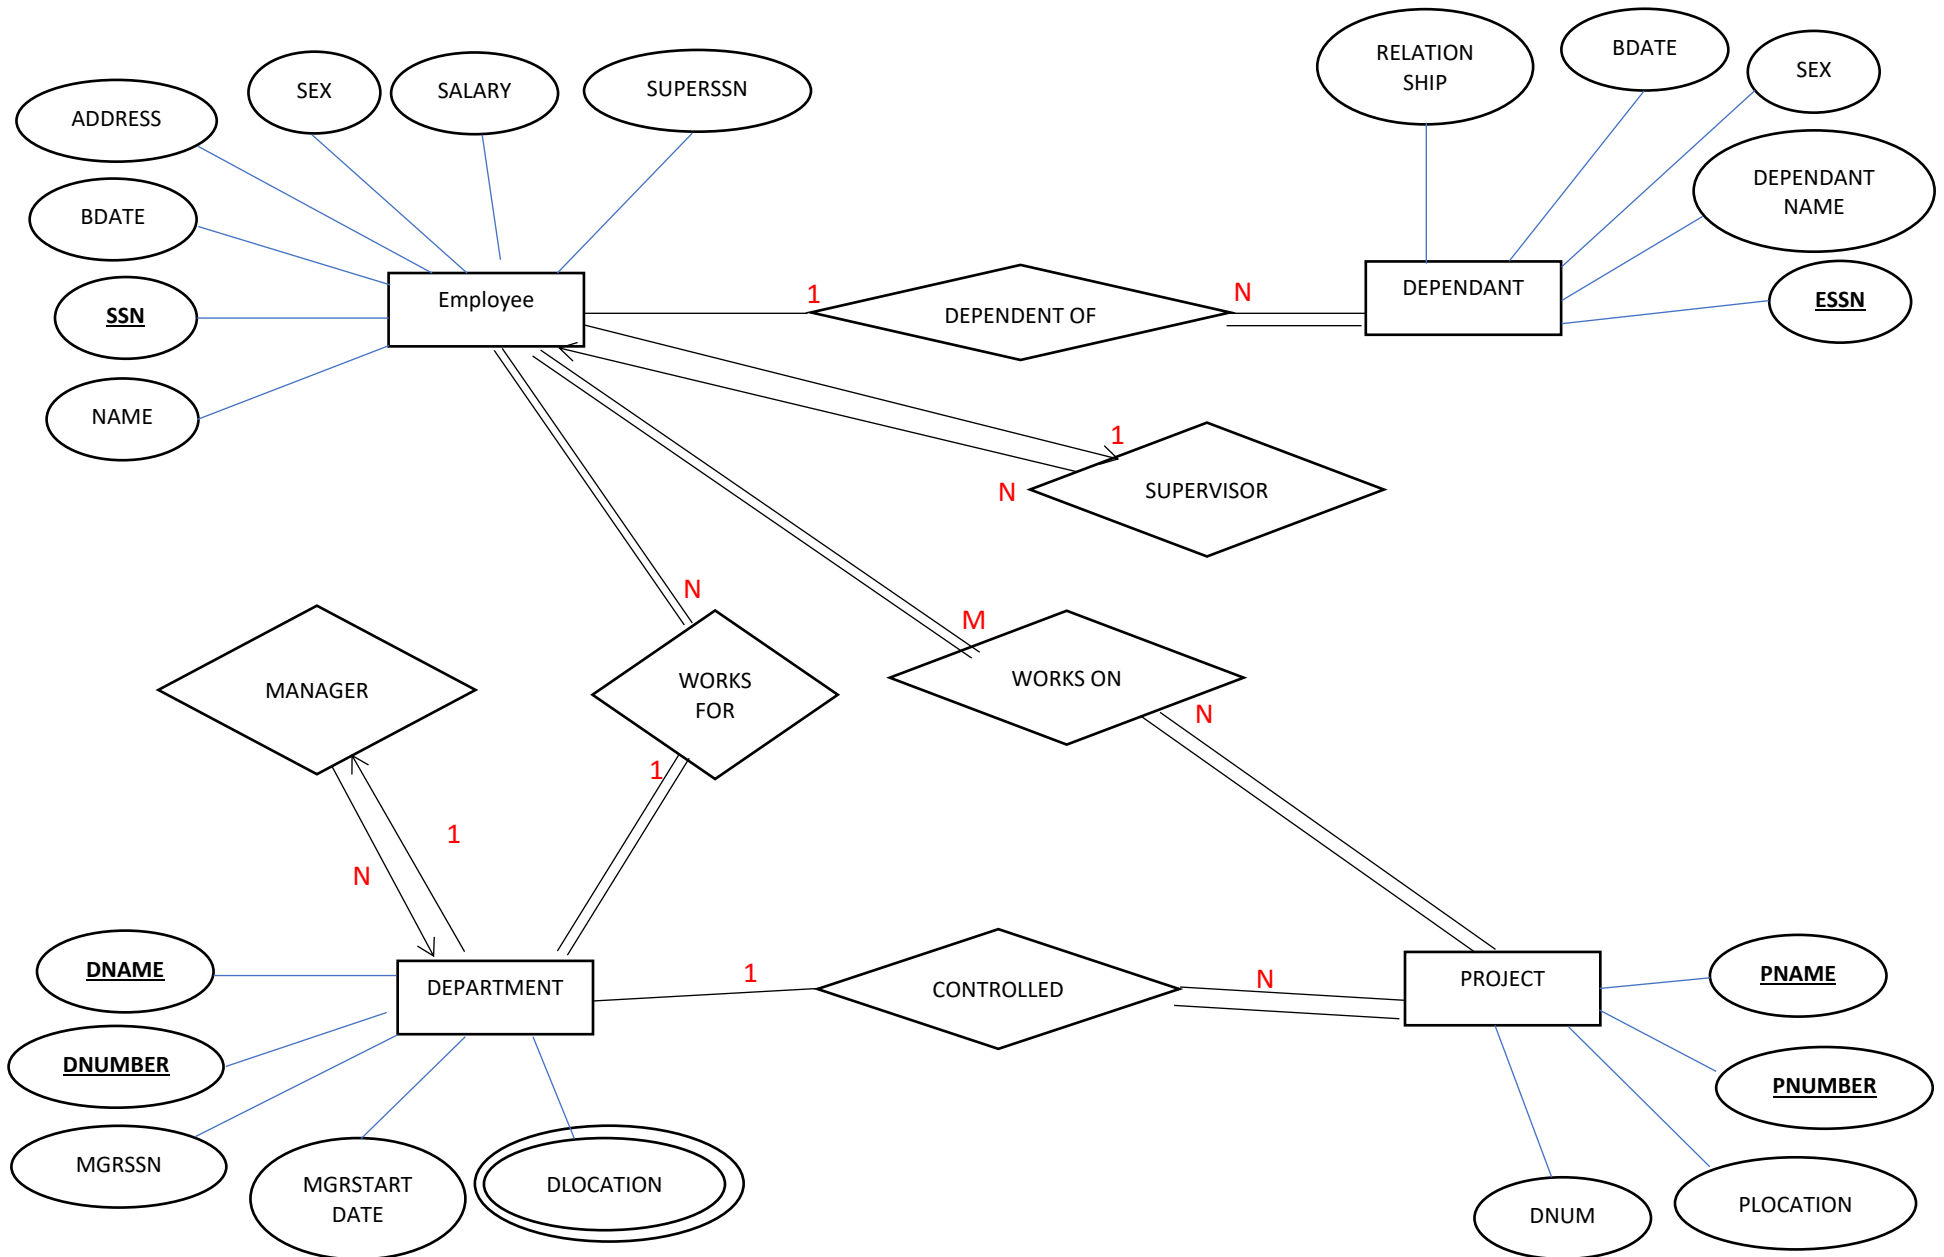 RELATION
SHIP
BDATE
SEX
SEX
SALARY
SUPERSSN
ADDRESS
DEPENDANT
NAME
BDATE
Employee
DEPENDANT
ESSN
SSN
1
N
DEPENDENT OF
NAME
1
N
SUPERVISOR
N
M
MANAGER
WORKS
FOR
WORKS ON
N
1
1
N
DNAME
DEPARTMENT
1
CONTROLLED
N
PROJECT
PNAME
DNUMBER
PNUMBER
MGRSSN
MGRSTART
DATE
DLOCATION
DNUM
PLOCATION